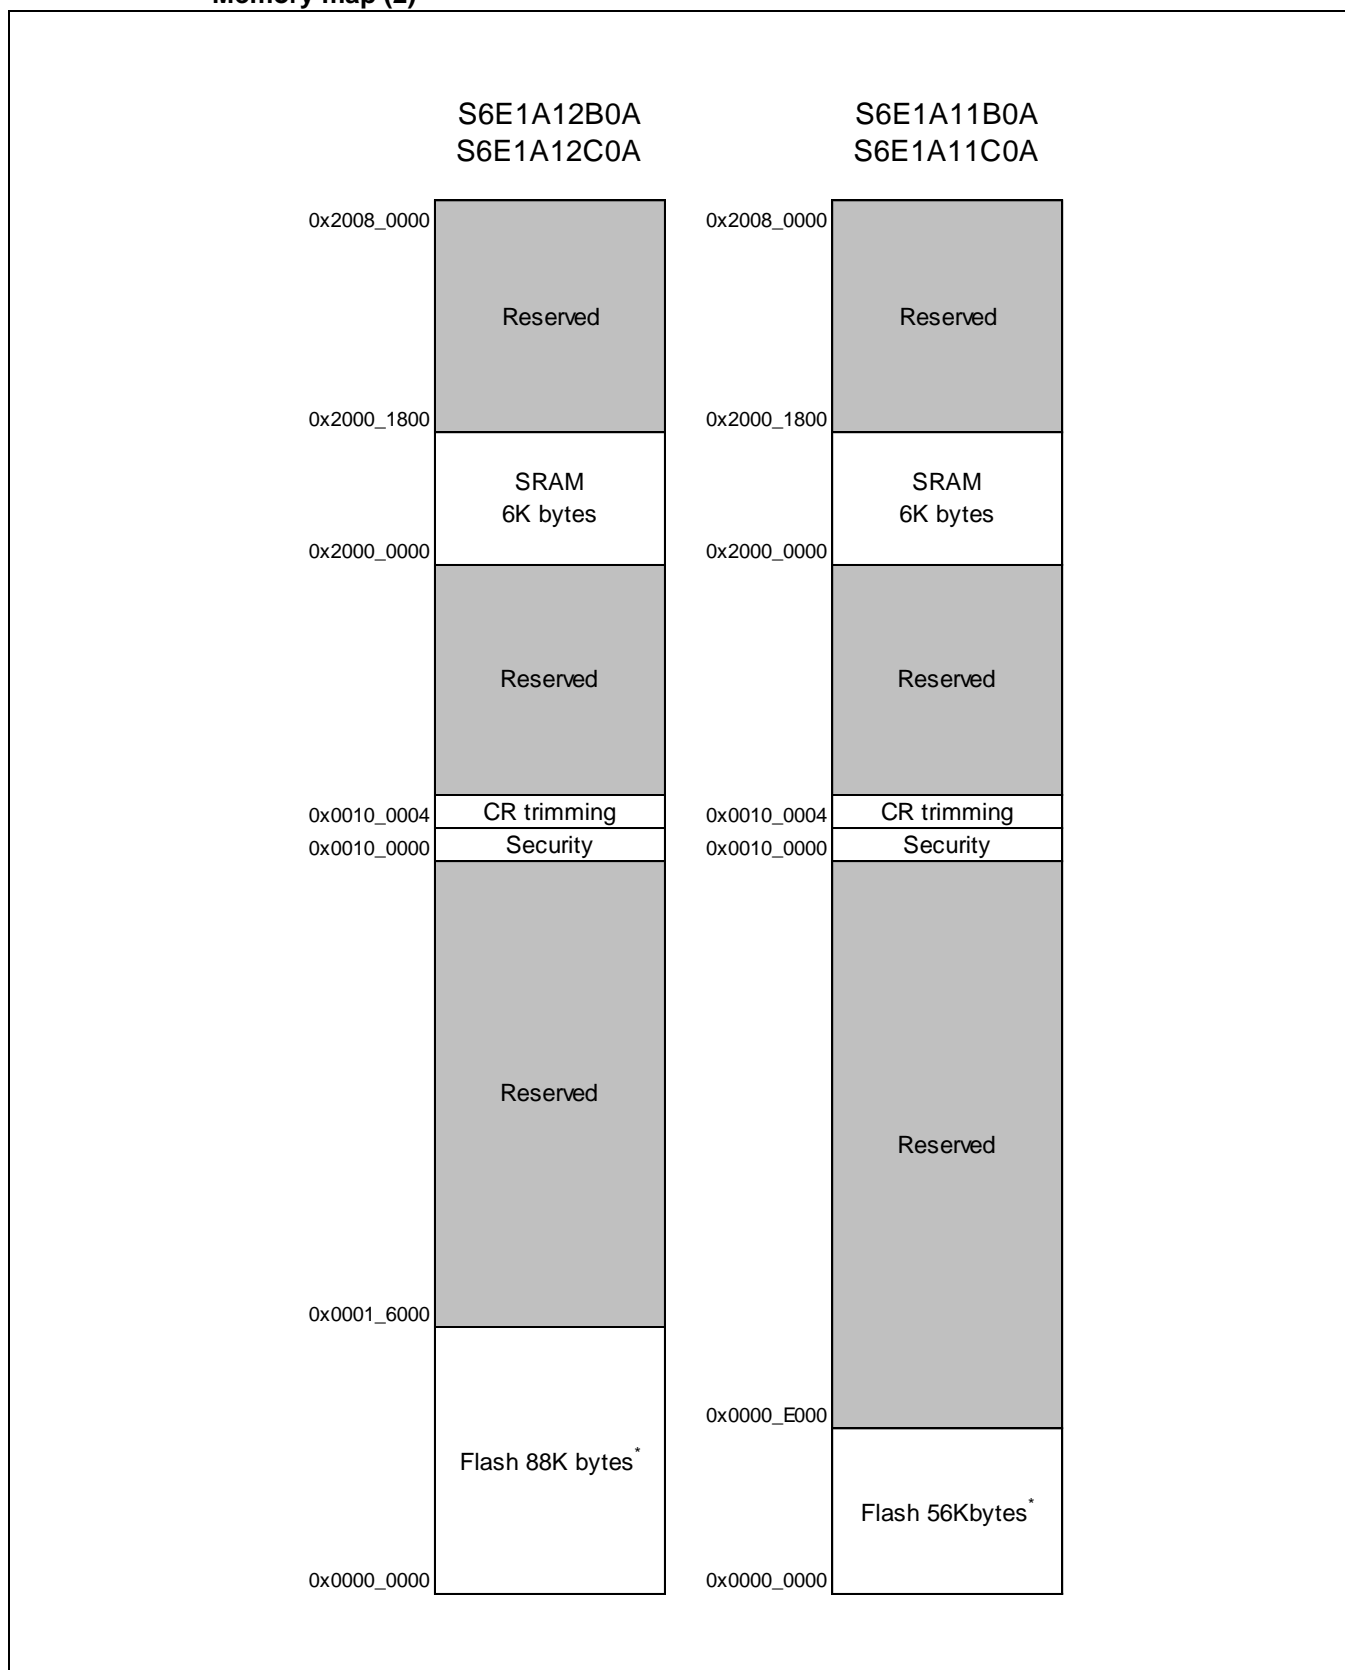 Memory map (2)
S6E1A12B0A
S6E1A12C0A
0x2008_0000
Reserved
0x2000_1800
SRAM
6K bytes
0x2000_0000
Reserved
0x0010_0004
CR trimming
0x0010_0000
Security
Reserved
0x0001_6000
Flash 88K bytes*
0x0000_0000
S6E1A11B0A
S6E1A11C0A
0x2008_0000
Reserved
0x2000_1800
SRAM
6K bytes
0x2000_0000
Reserved
0x0010_0004
CR trimming
0x0010_0000
Security
Reserved
0x0000_E000
Flash 56Kbytes*
0x0000_0000